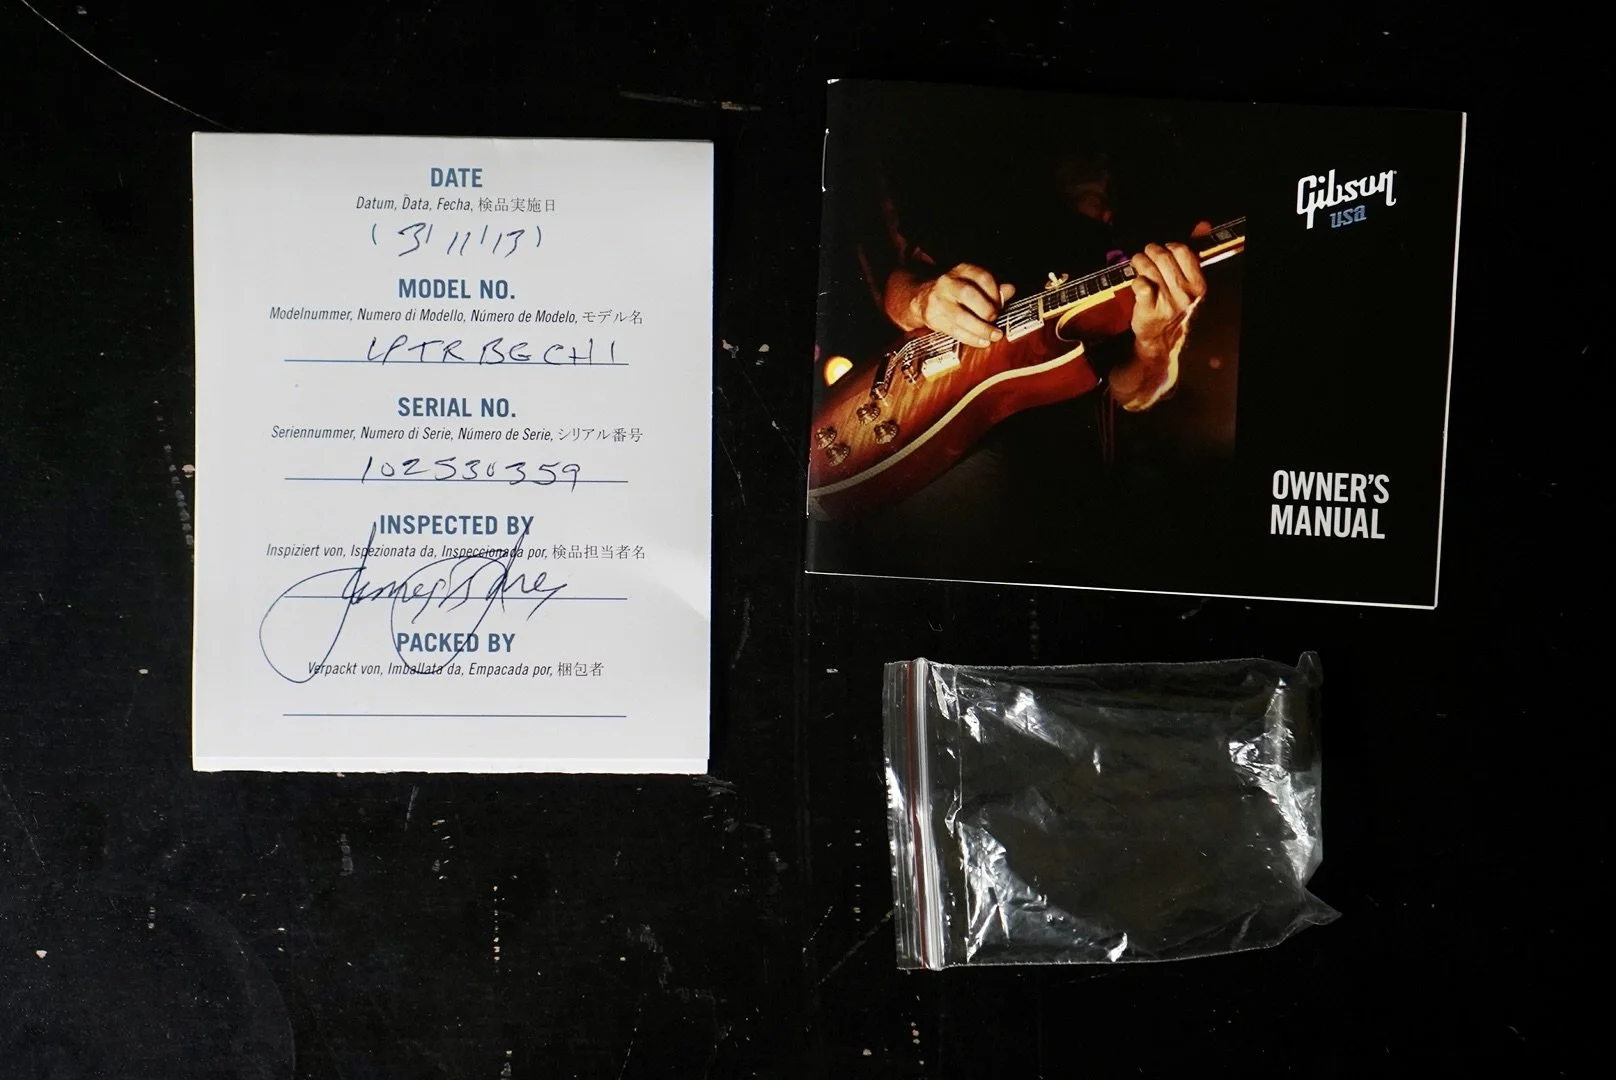 DATE
Datum, Data, Fecha, 検品実施日
(3/11/13)
MODEL NO.
Modelnummer, Numero di Modello, Número de Modelo, モデル名
LPTRBGCH1
SERIAL NO.
Seriennummer, Numero di Serie, Número de Serie, シリアル番号
102530359
INSPECTED BY
Inspiziert von, Ispezionata da, Inspeccionada por, 検品担当者名
PACKED BY
Verpackt von, Imballata da, Empacada por, 梱包者
Gibson
USA
OWNER'S
MANUAL